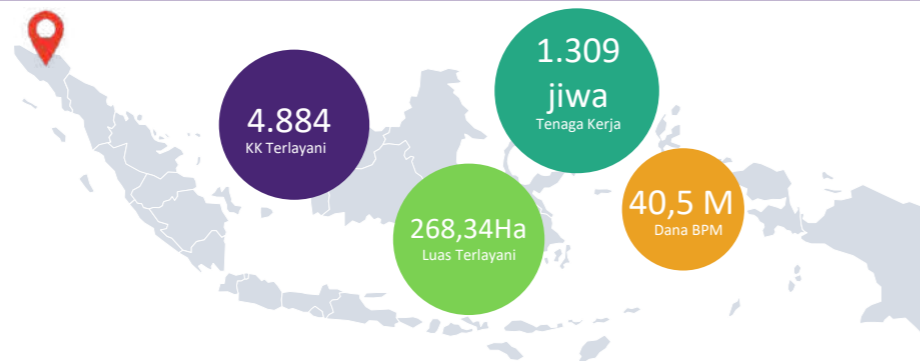 4.884
KK Terlayani
1.309
jiwa
Tenaga Kerja
268,34Ha
Luas Terlayani
40,5 M
Dana BPM